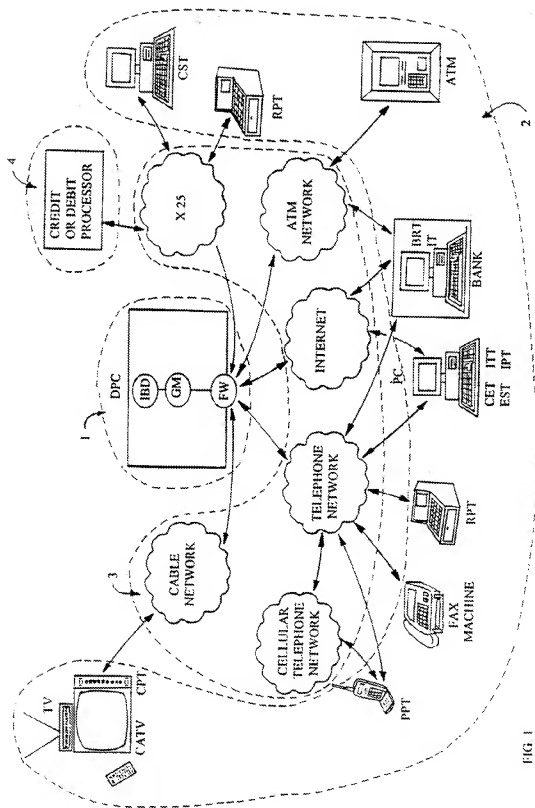 TV
CATV
CPT
3
CABLE
NETWORK
1
DPC
IBD
GM
FW
4
CREDIT
OR DEBIT
PROCESSOR
X 25
CST
RPT
CELLULAR
TELEPHONE
NETWORK
TELEPHONE
NETWORK
INTERNET
ATM
NETWORK
PPT
FAX
MACHINE
RPT
PC
CET ITT
EST IPT
BRJ
IT
BANK
ATM
2
FIG. 1